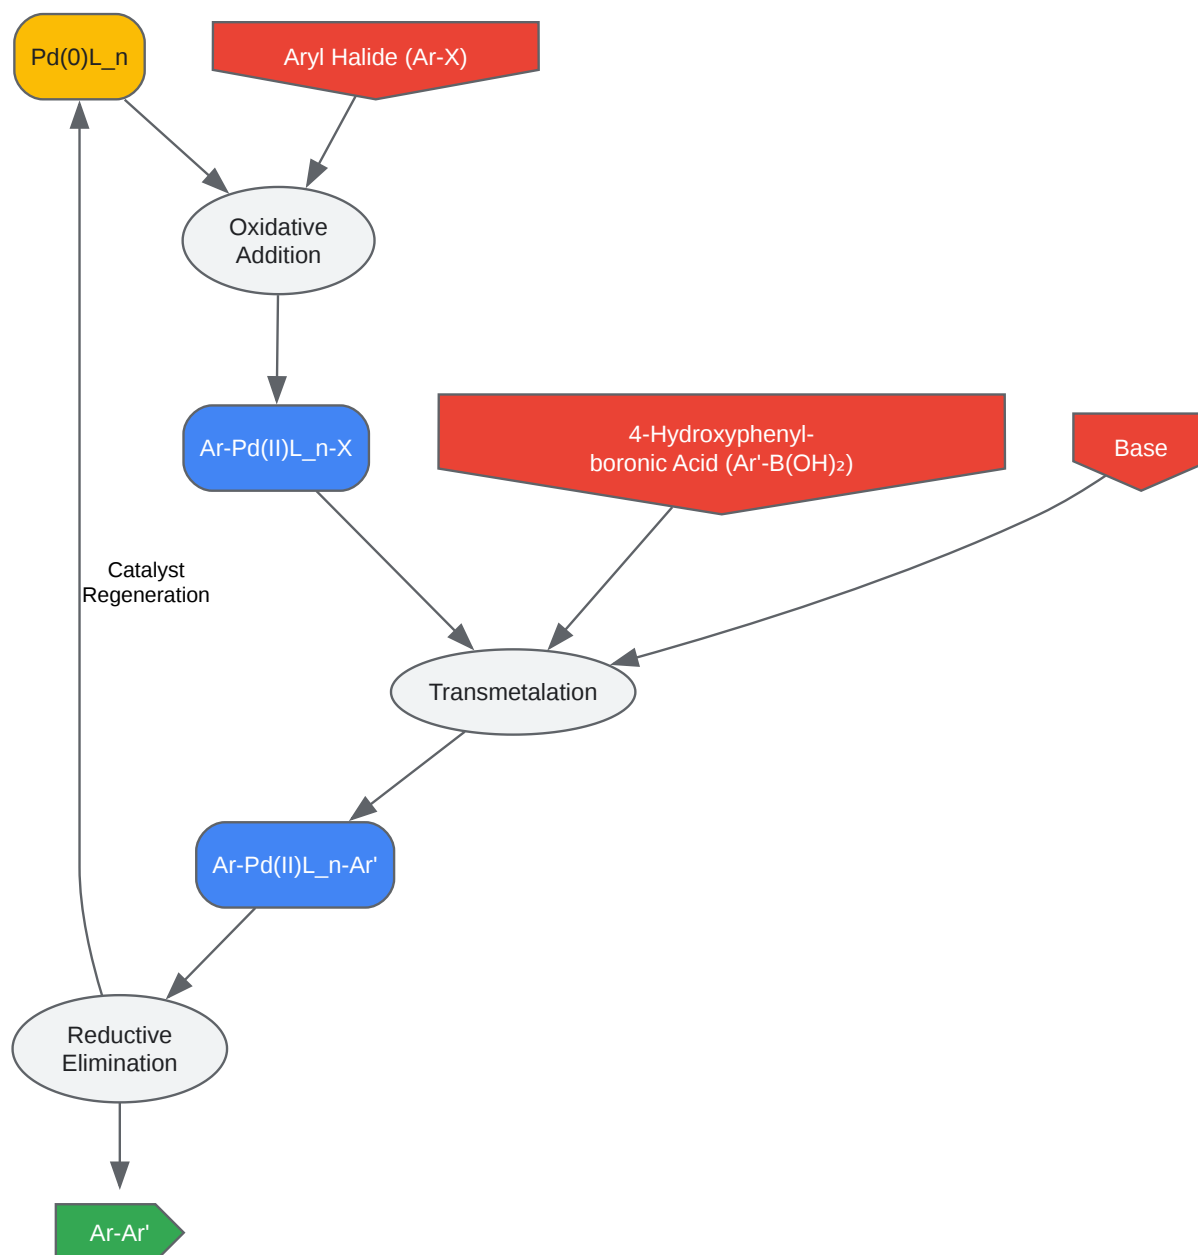 Pd(0)L_n
Aryl Halide (Ar-X)
Oxidative
Addition
Ar-Pd(II)L_n-X
4-Hydroxyphenyl-
boronic Acid (Ar'-B(OH)₂)
Base
Catalyst
Regeneration
Transmetalation
Ar-Pd(II)L_n-Ar'
Reductive
Elimination
Ar-Ar'